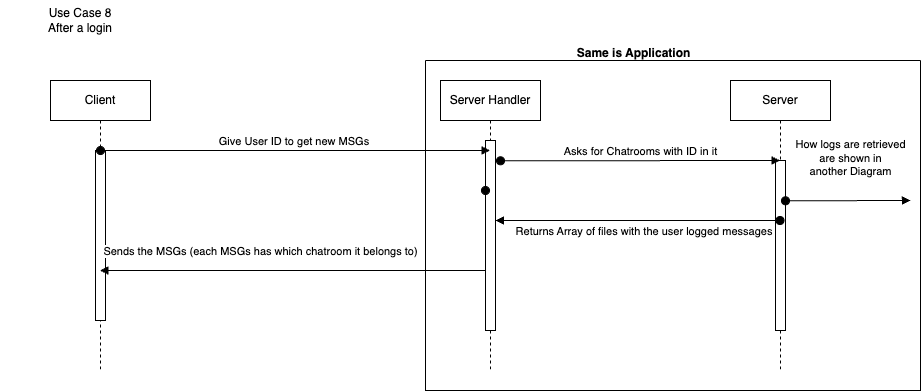 Use Case 8
After a login
Same is Application
Client
Server Handler
Server
Give User ID to get new MSGs
Asks for Chatrooms with ID in it
How logs are retrieved
are shown in
another Diagram
Returns Array of files with the user logged messages
Sends the MSGs (each MSGs has which chatroom it belongs to)